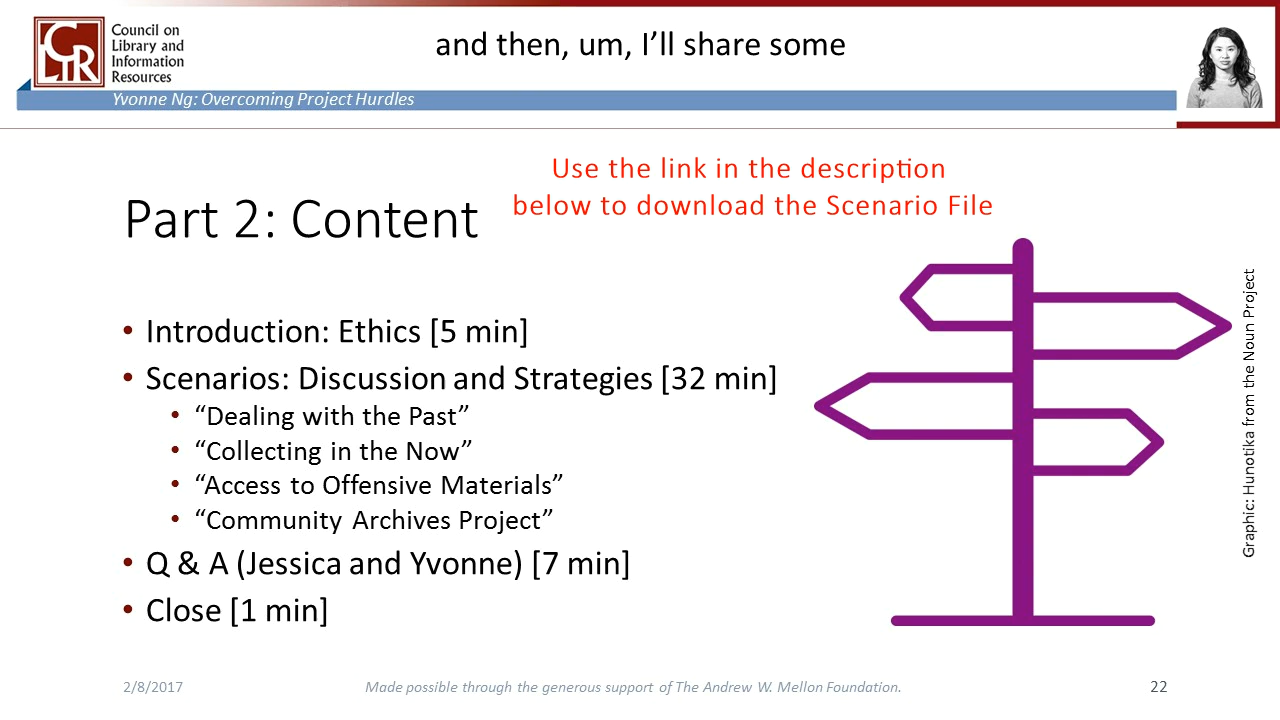 Council on
Library and
Information
Resources
and then, um, I’ll share some
Yvonne Ng: Overcoming Project Hurdles
Use the link in the description
below to download the Scenario File
Part 2: Content
• Introduction: Ethics [5 min]
• Scenarios: Discussion and Strategies [32 min]
• “Dealing with the Past”
• “Collecting in the Now”
• “Access to Offensive Materials”
• “Community Archives Project”
• Q & A (Jessica and Yvonne) [7 min]
• Close [1 min]
Graphic: Hunotika from the Noun Project
2/8/2017
Made possible through the generous support of The Andrew W. Mellon Foundation.
22
CLIR